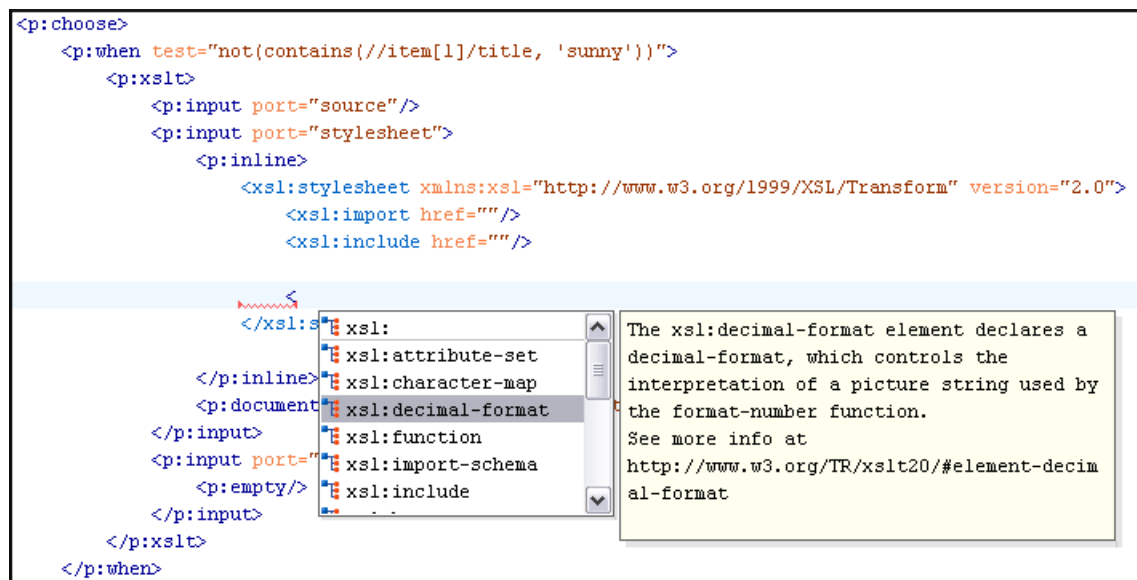 <p:choose>
<p:when test="not(contains(//item[1]/title, 'sunny'))">
<p:xslt>
<p:input port="source"/>
<p:input port="stylesheet">
<p:inline>
<xsl:stylesheet xmlns:xsl="http://www.w3.org/1999/XSL/Transform" version="2.0">
<xsl:import href=""/>
<xsl:include href=""/>
<
</xsl:s
</p:inline>
<p:document
</p:input>
<p:input port="
<p:empty/>
</p:input>
</p:xslt>
</p:when>
xsl:
xsl:attribute-set
xsl:character-map
xsl:decimal-format
xsl:function
xsl:import-schema
xsl:include
The xsl:decimal-format element declares a
decimal-format, which controls the
interpretation of a picture string used by
the format-number function.
See more info at
http://www.w3.org/TR/xslt20/#element-decim
al-format